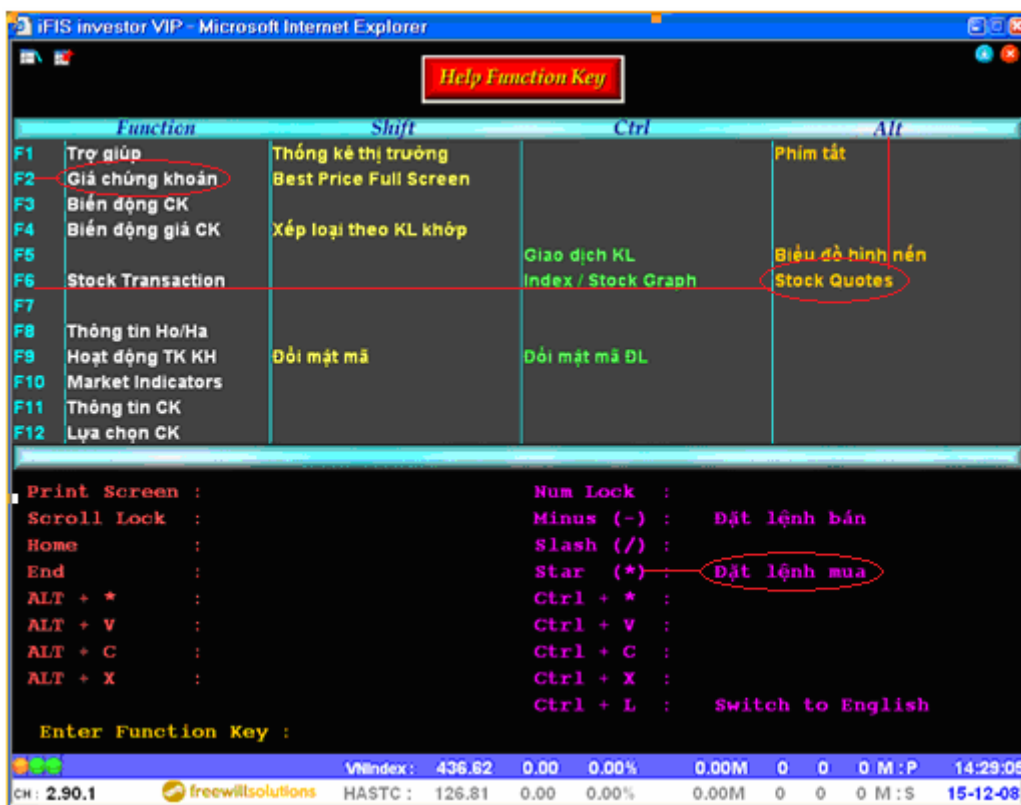 iFIS investor VIP - Microsoft Internet Explorer
Help Function Key
Function Shift Ctrl Alt
F1 Trợ giúp Thống kê thị trường Phím tắt
F2 Giá chứng khoán Best Price Full Screen
F3 Biến động CK
F4 Biến động giá CK Xếp loại theo KL khớp
F5 Giao dịch KL Biểu đồ hình nến
F6 Stock Transaction Index / Stock Graph Stock Quotes
F7
F8 Thông tin Ho/Ha
F9 Hoạt động TK KH Đổi mật mã Đổi mật mã ĐL
F10 Market Indicators
F11 Thông tin CK
F12 Lựa chọn CK
Print Screen : Num Lock :
Scroll Lock : Minus (-) : Đặt lệnh bán
Home : Slash (/) :
End : Star (*) : Đặt lệnh mua
ALT + * : Ctrl + * :
ALT + V : Ctrl + V :
ALT + C : Ctrl + C :
ALT + X : Ctrl + X :
Ctrl + L : Switch to English
Enter Function Key :
VNIndex : 436.62 0.00 0.00% 0.00M 0 0 0 M : P 14:29:05
CH : 2.90.1 freewillsolutions HASTC : 126.81 0.00 0.00% 0.00M 0 0 0 M : S 15-12-08